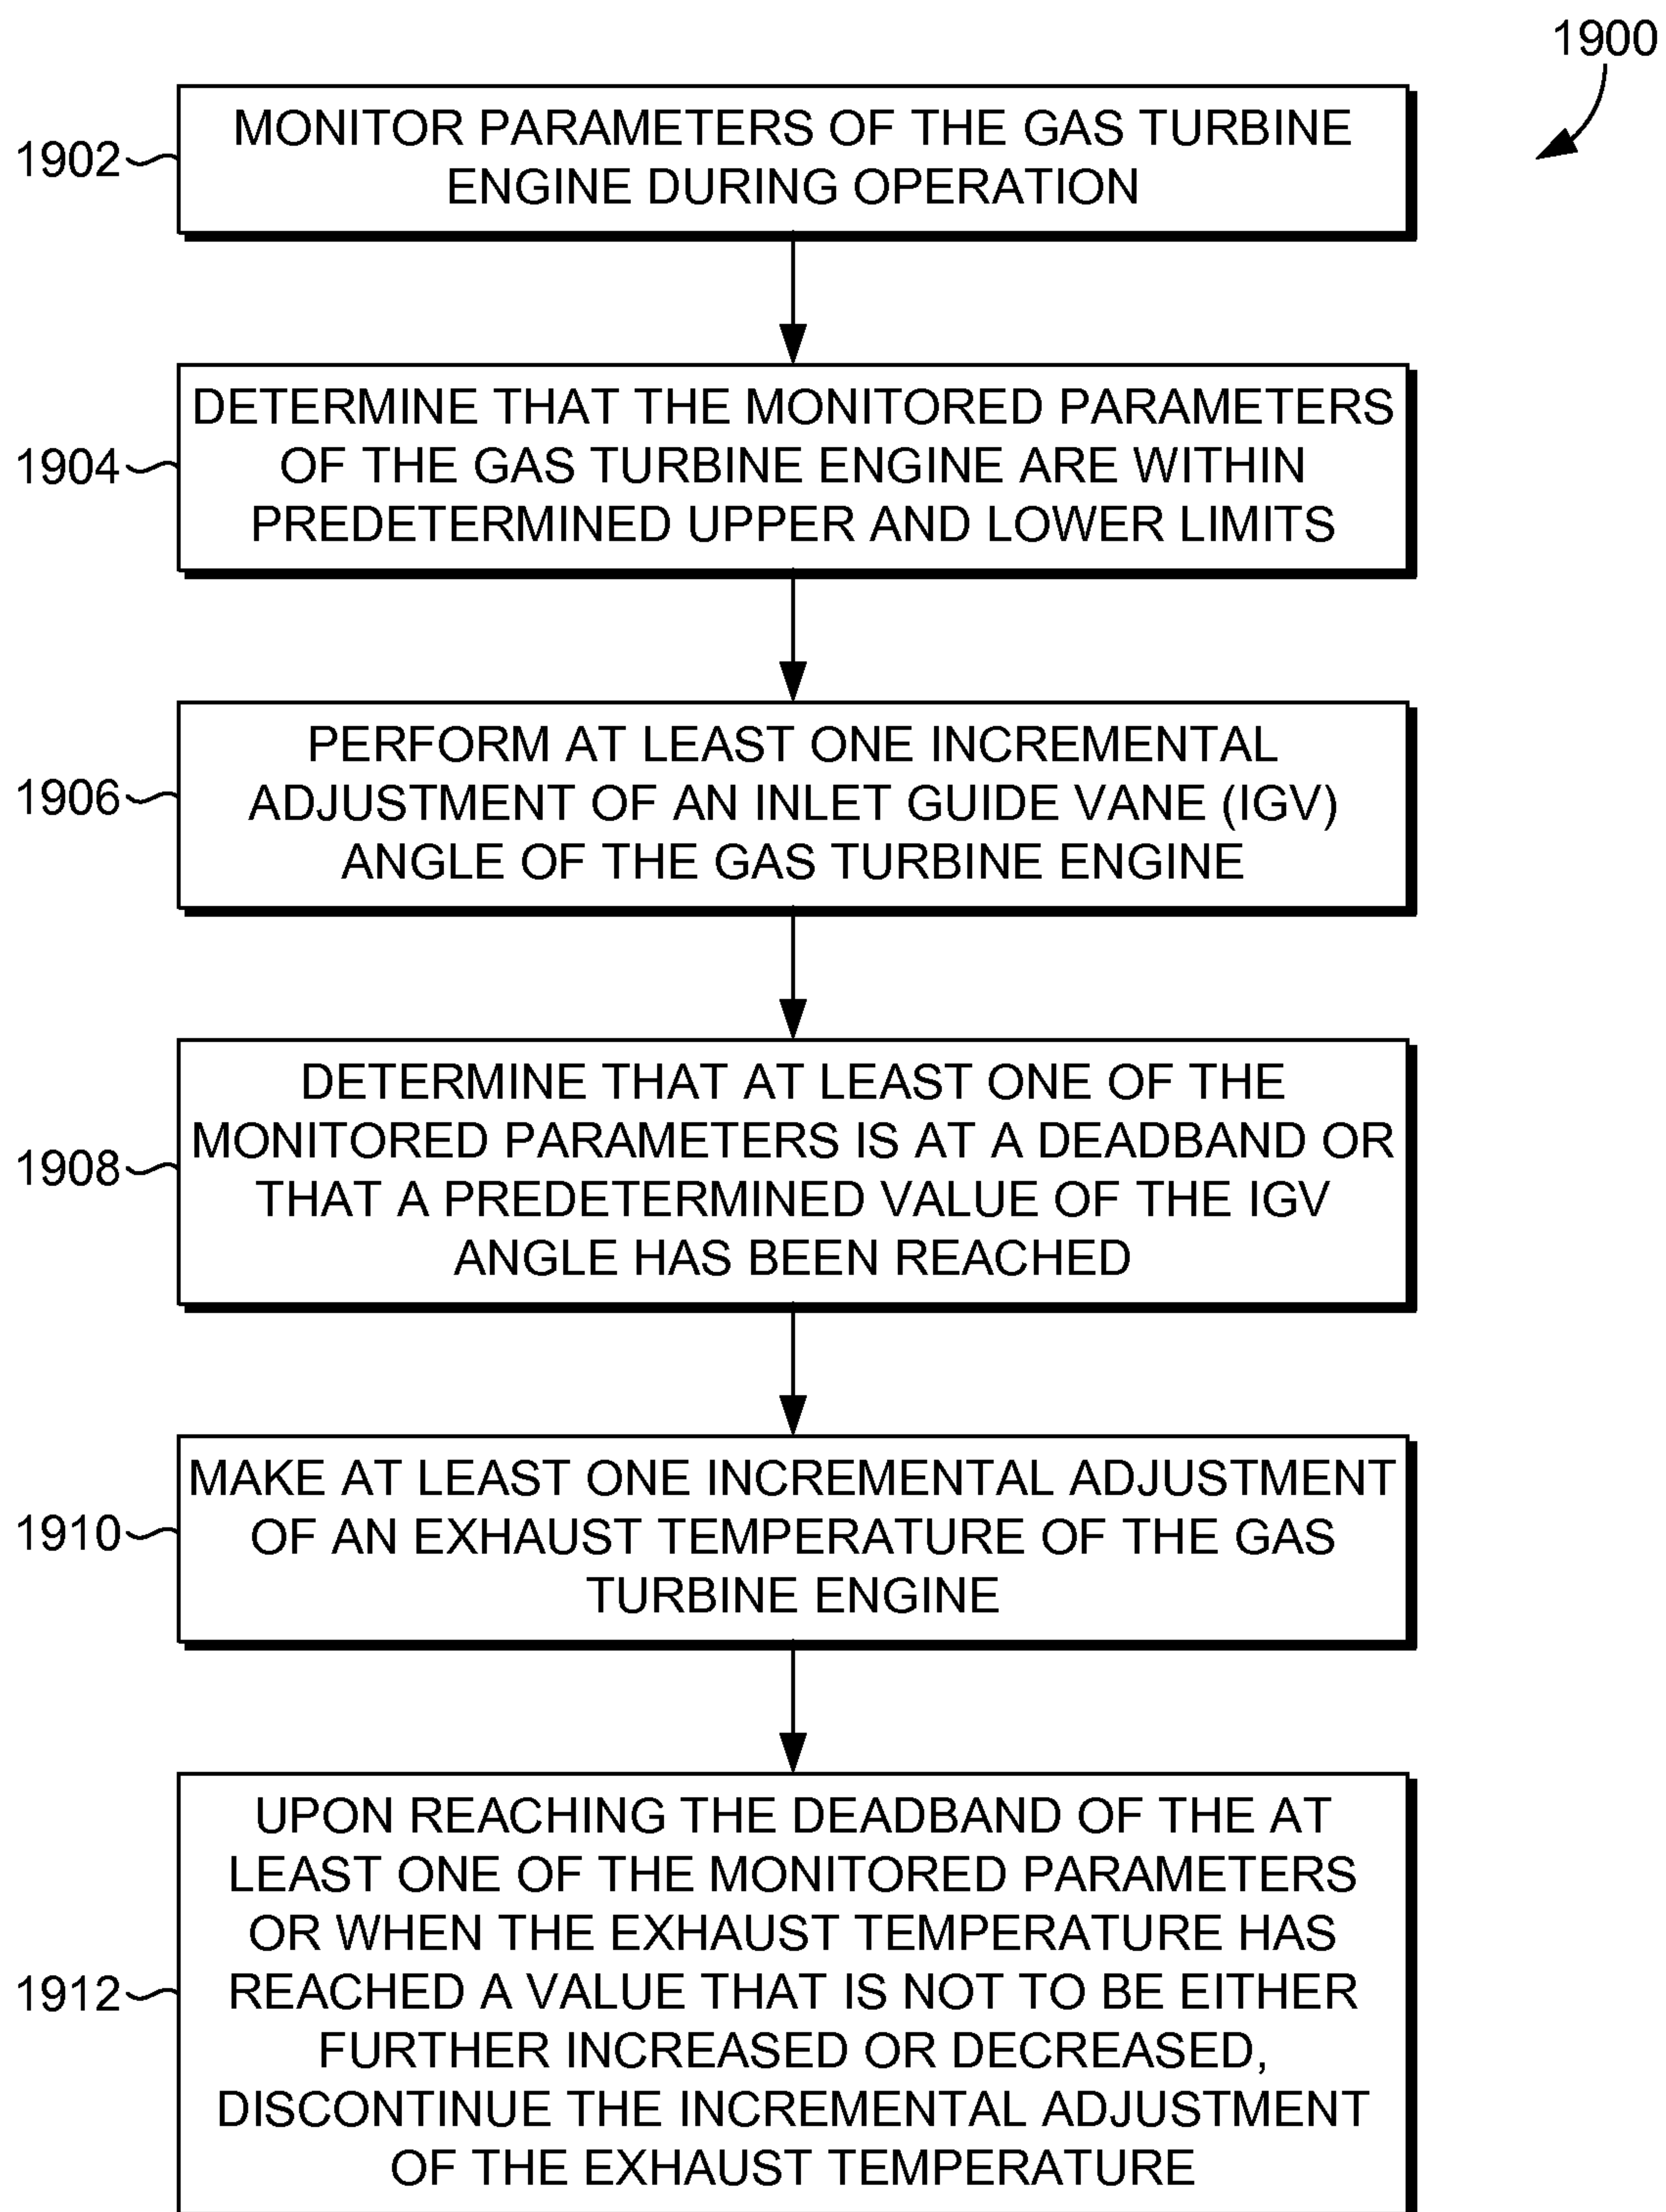 1900
1902
MONITOR PARAMETERS OF THE GAS TURBINE
ENGINE DURING OPERATION
1904
DETERMINE THAT THE MONITORED PARAMETERS
OF THE GAS TURBINE ENGINE ARE WITHIN
PREDETERMINED UPPER AND LOWER LIMITS
1906
PERFORM AT LEAST ONE INCREMENTAL
ADJUSTMENT OF AN INLET GUIDE VANE (IGV)
ANGLE OF THE GAS TURBINE ENGINE
1908
DETERMINE THAT AT LEAST ONE OF THE
MONITORED PARAMETERS IS AT A DEADBAND OR
THAT A PREDETERMINED VALUE OF THE IGV
ANGLE HAS BEEN REACHED
1910
MAKE AT LEAST ONE INCREMENTAL ADJUSTMENT
OF AN EXHAUST TEMPERATURE OF THE GAS
TURBINE ENGINE
1912
UPON REACHING THE DEADBAND OF THE AT
LEAST ONE OF THE MONITORED PARAMETERS
OR WHEN THE EXHAUST TEMPERATURE HAS
REACHED A VALUE THAT IS NOT TO BE EITHER
FURTHER INCREASED OR DECREASED,
DISCONTINUE THE INCREMENTAL ADJUSTMENT
OF THE EXHAUST TEMPERATURE